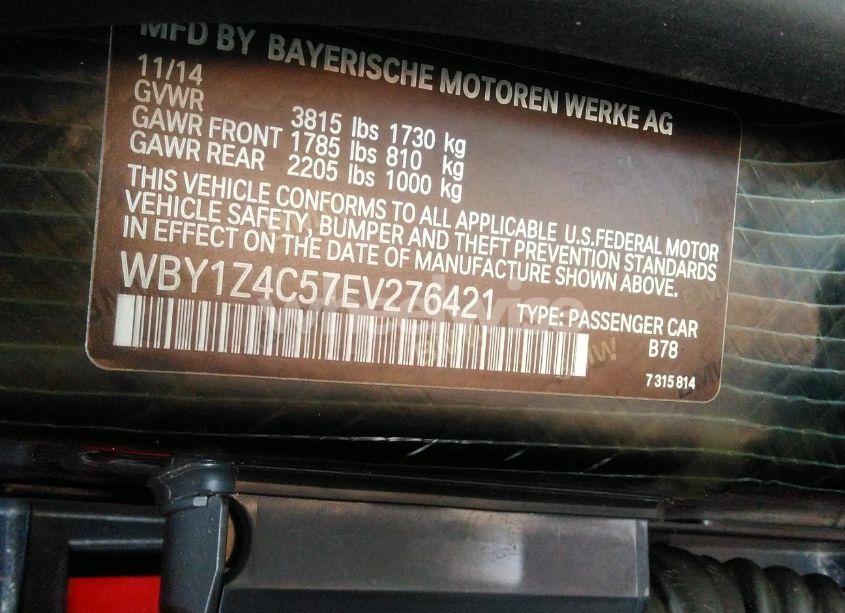 MFD BY BAYERISCHE MOTOREN WERKE AG
11/14
GVWR 3815 lbs 1730 kg
GAWR FRONT 1785 lbs 810 kg
GAWR REAR 2205 lbs 1000 kg
THIS VEHICLE CONFORMS TO ALL APPLICABLE U.S.FEDERAL MOTOR
VEHICLE SAFETY, BUMPER AND THEFT PREVENTION STANDARDS
IN EFFECT ON THE DATE OF MANUFACTURE SHOWN ABOVE.
WBY1Z4C57EV276421
TYPE: PASSENGER CAR
B78
7 315 814
BMW